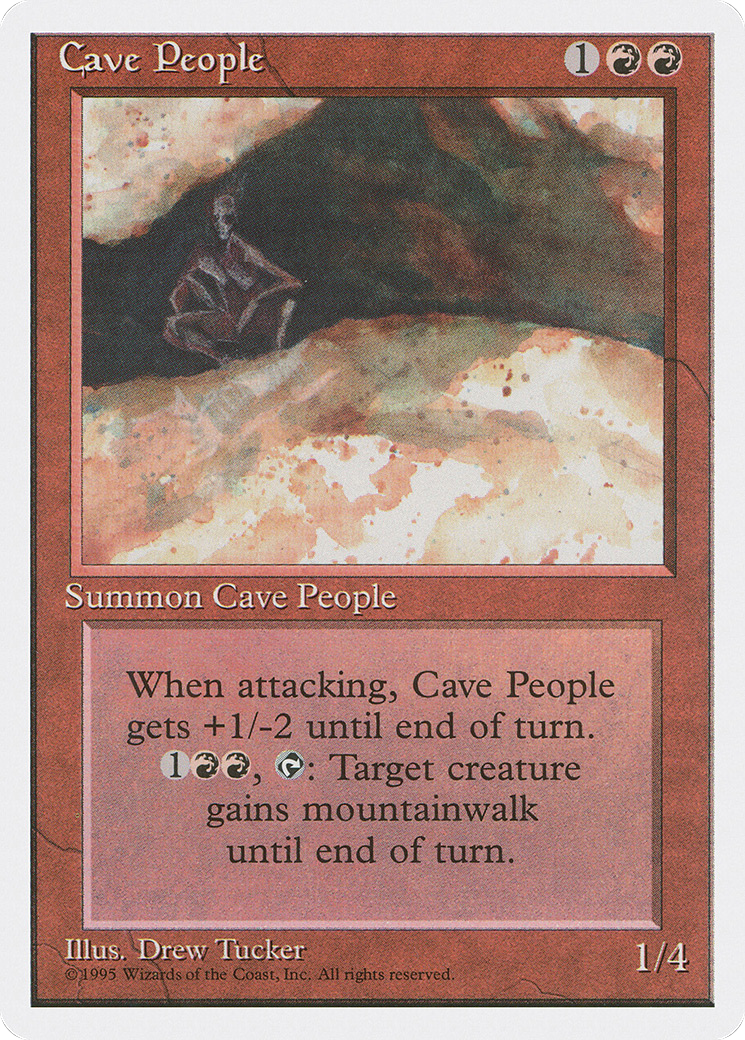 Cave People 1
Summon Cave People
When attacking, Cave People
gets +1/-2 until end of turn.
1, : Target creature
gains mountainwalk
until end of turn.
Illus. Drew Tucker
©1995 Wizards of the Coast, Inc. All rights reserved.
1/4